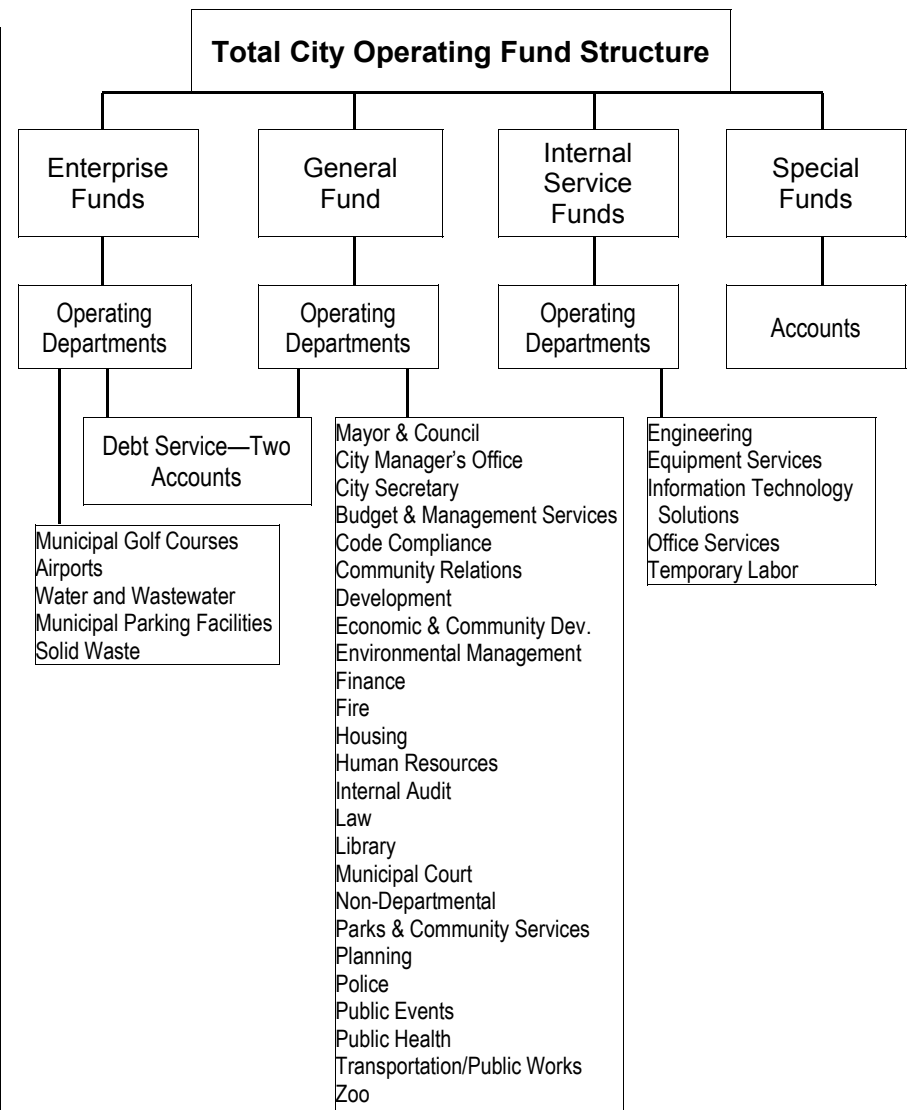 Total City Operating Fund Structure
Enterprise
Funds
General
Fund
Internal
Service
Funds
Special
Funds
Operating
Departments
Operating
Departments
Operating
Departments
Accounts
Debt Service—Two
Accounts
Municipal Golf Courses
Airports
Water and Wastewater
Municipal Parking Facilities
Solid Waste
Mayor & Council
City Manager's Office
City Secretary
Budget & Management Services
Code Compliance
Community Relations
Development
Economic & Community Dev.
Environmental Management
Finance
Fire
Housing
Human Resources
Internal Audit
Law
Library
Municipal Court
Non-Departmental
Parks & Community Services
Planning
Police
Public Events
Public Health
Transportation/Public Works
Zoo
Engineering
Equipment Services
Information Technology
Solutions
Office Services
Temporary Labor